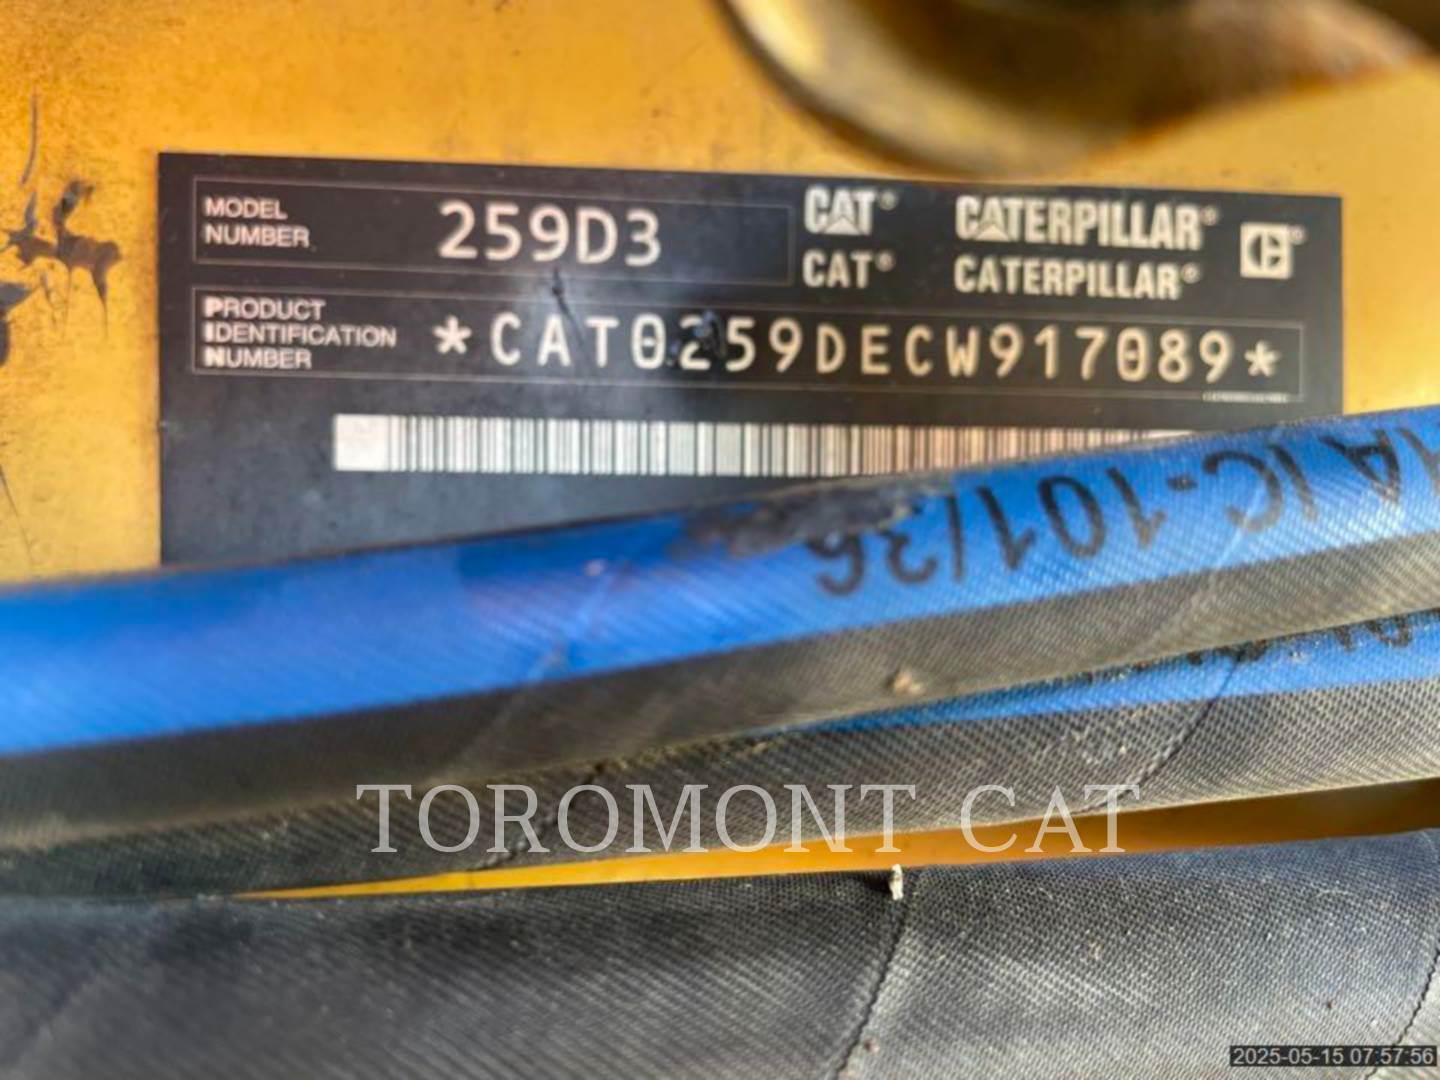 MODEL NUMBER 259D3
CAT® CATERPILLAR®
CAT® CATERPILLAR®
PRODUCT IDENTIFICATION NUMBER *CAT0259DECW917089*
IC-101/36
TOROMONT CAT
2025-05-15 07:57:56